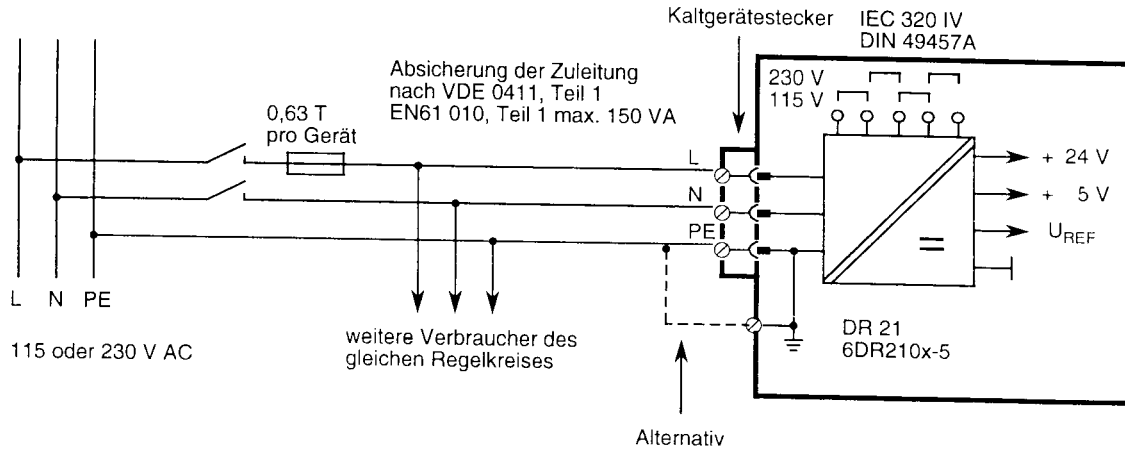 Kaltgerätestecker
IEC 320 IV
DIN 49457A
Absicherung der Zuleitung
nach VDE 0411, Teil 1
EN61 010, Teil 1 max. 150 VA
0,63 T
pro Gerät
230 V
115 V
L
N
PE
+ 24 V
+ 5 V
UREF
L N PE
115 oder 230 V AC
weitere Verbraucher des
gleichen Regelkreises
DR 21
6DR210x-5
Alternativ